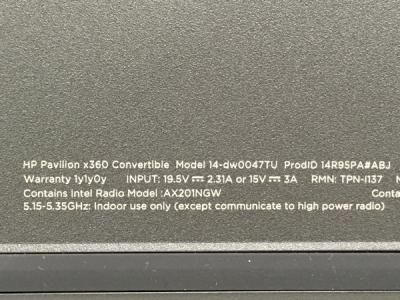 HP Pavilion x360 Convertible Model 14-dw0047TU ProdID 14R95PA#ABJ
Warranty 1y1y0y INPUT: 19.5V⎓2.31A or 15V⎓3A RMN: TPN-I137
Contains Intel Radio Model :AX201NGW Conta
5.15-5.35GHz: Indoor use only (except communicate to high power radio)